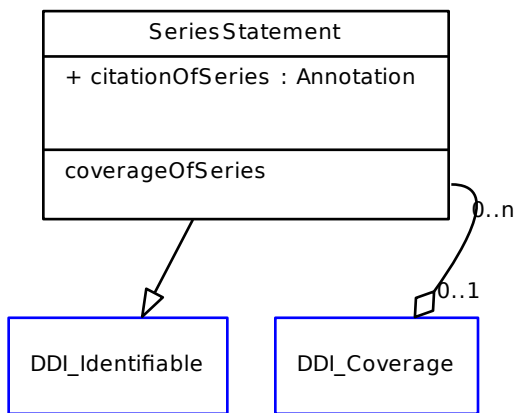 SeriesStatement
+ citationOfSeries : Annotation
coverageOfSeries
0..n
0..1
DDI_Identifiable
DDI_Coverage